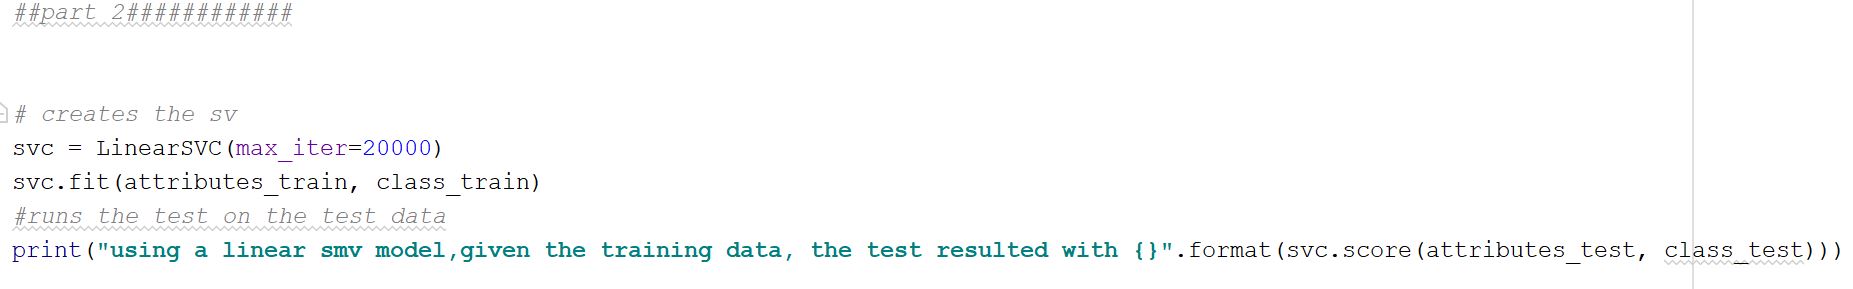 ##part 2############
# creates the sv
svc = LinearSVC(max_iter=20000)
svc.fit(attributes_train, class_train)
#runs the test on the test data
print("using a linear smv model,given the training data, the test resulted with {}".format(svc.score(attributes_test, class_test)))